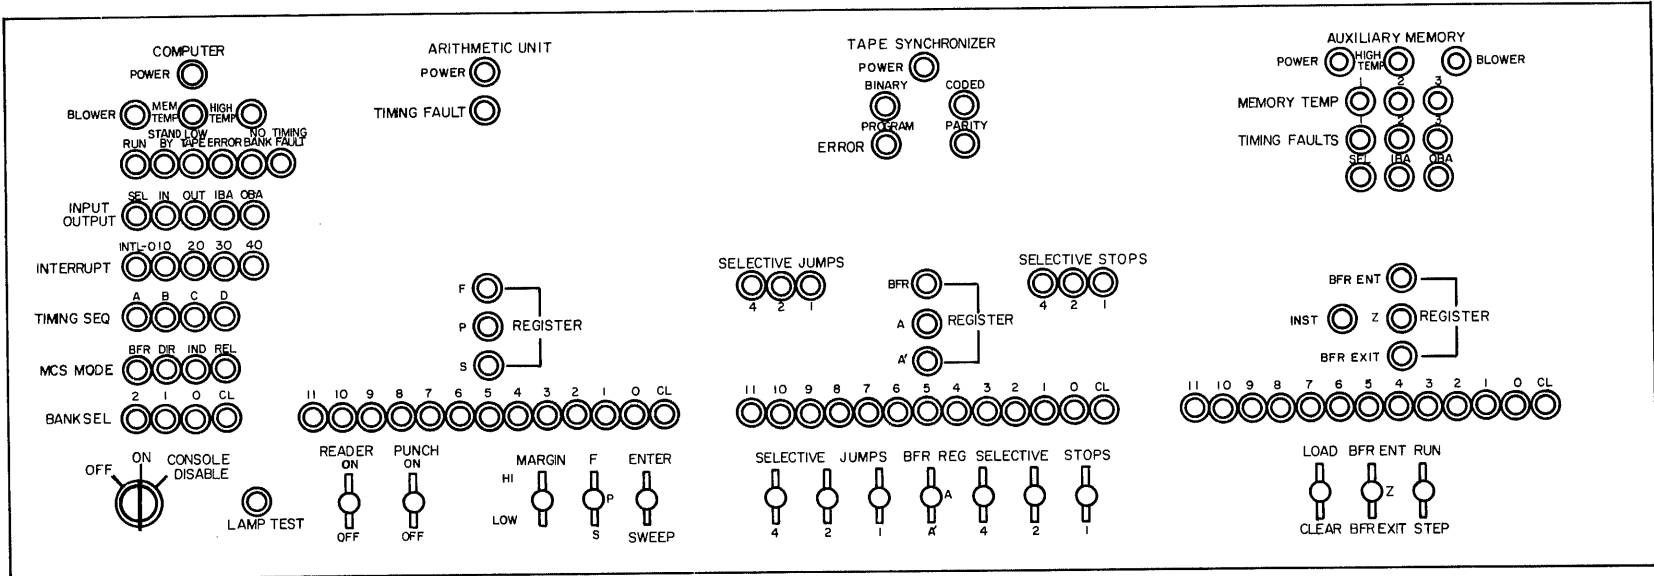 COMPUTER
POWER
BLOWER MEM TEMP HIGH TEMP
RUN STAND BY LOW TAPE ERROR NO BANK TIMING FAULT
INPUT OUTPUT SEL IN OUT IBA OBA
INTERRUPT INTL-0 10 20 30 40
TIMING SEQ A B C D
MCS MODE BFR DIR IND REL
BANK SEL 2 1 0 CL
OFF ON CONSOLE DISABLE
LAMP TEST
ARITHMETIC UNIT
POWER
TIMING FAULT
F
P REGISTER
S
11 10 9 8 7 6 5 4 3 2 1 0 CL
READER PUNCH
ON ON
OFF OFF
MARGIN F ENTER
HI
P
LOW
S SWEEP
TAPE SYNCHRONIZER
POWER
BINARY CODED
PROGRAM PARITY
ERROR
SELECTIVE JUMPS
4 2 1
BFR
A REGISTER
A'
SELECTIVE STOPS
4 2 1
11 10 9 8 7 6 5 4 3 2 1 0 CL
SELECTIVE JUMPS BFR REG SELECTIVE STOPS
A
4 2 1 A' 4 2 1
AUXILIARY MEMORY
POWER HIGH TEMP BLOWER
1 2 3
MEMORY TEMP
1 2 3
TIMING FAULTS
SEL IBA OBA
BFR ENT
INST Z REGISTER
BFR EXIT
11 10 9 8 7 6 5 4 3 2 1 0 CL
LOAD BFR ENT RUN
Z
CLEAR BFR EXIT STEP